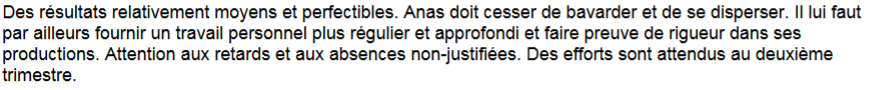 Des résultats relativement moyens et perfectibles. Anas doit cesser de bavarder et de se disperser. Il lui faut
par ailleurs fournir un travail personnel plus régulier et approfondi et faire preuve de rigueur dans ses
productions. Attention aux retards et aux absences non-justifiées. Des efforts sont attendus au deuxième
trimestre.